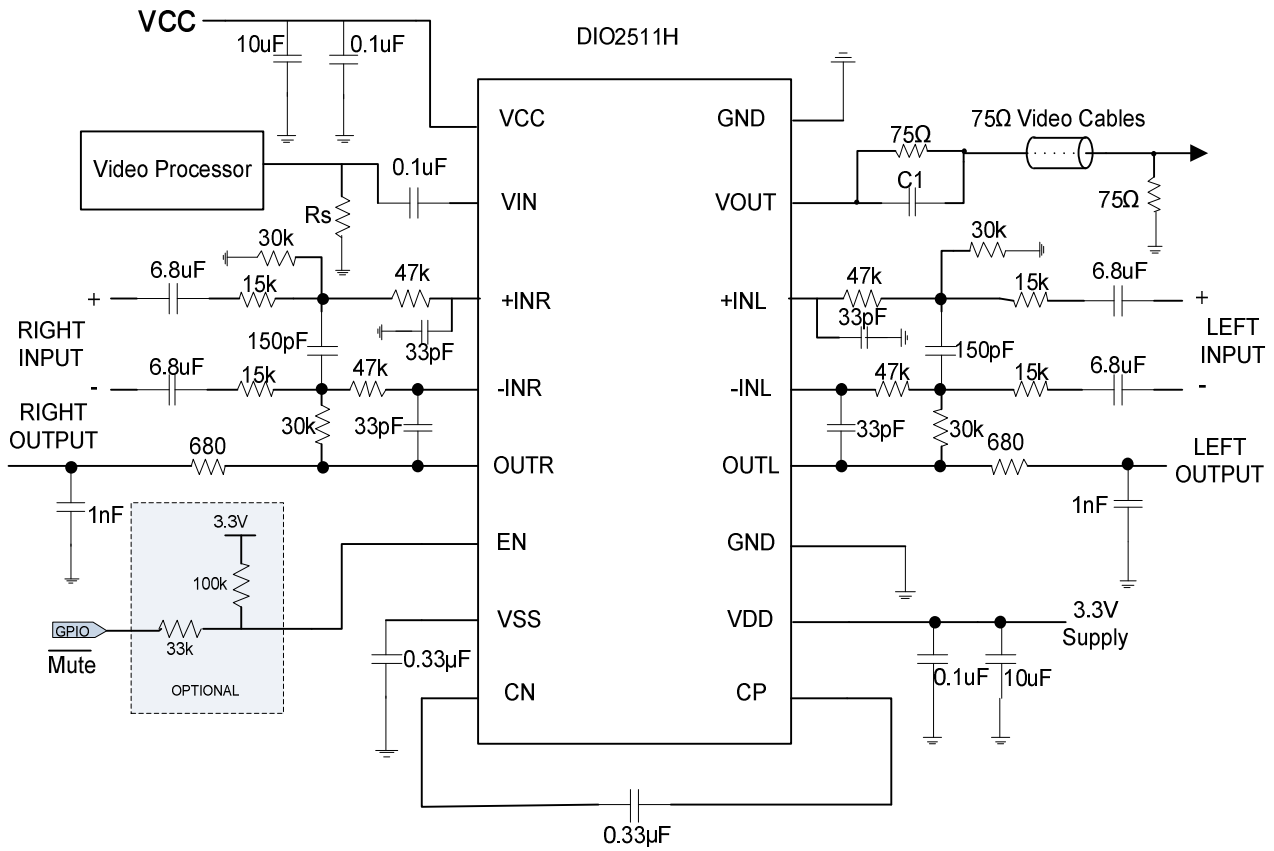 VCC
10uF
0.1uF
DIO2511H
VCC
GND
75Ω Video Cables
75Ω
Video Processor
0.1uF
C1
VIN
VOUT
75Ω
Rs
30k
30k
6.8uF
15k
47k
47k
15k
6.8uF
+
+INR
+INL
+
RIGHT
INPUT
33pF
33pF
LEFT
INPUT
150pF
150pF
6.8uF
15k
47k
47k
15k
6.8uF
-
-INR
-INL
-
RIGHT
OUTPUT
30k
33pF
33pF
30k
680
680
OUTR
OUTL
LEFT
OUTPUT
1nF
1nF
3.3V
EN
GND
100k
GPIO
33k
Mute
OPTIONAL
VSS
VDD
3.3V
Supply
0.33µF
0.1uF
10uF
CN
CP
0.33µF